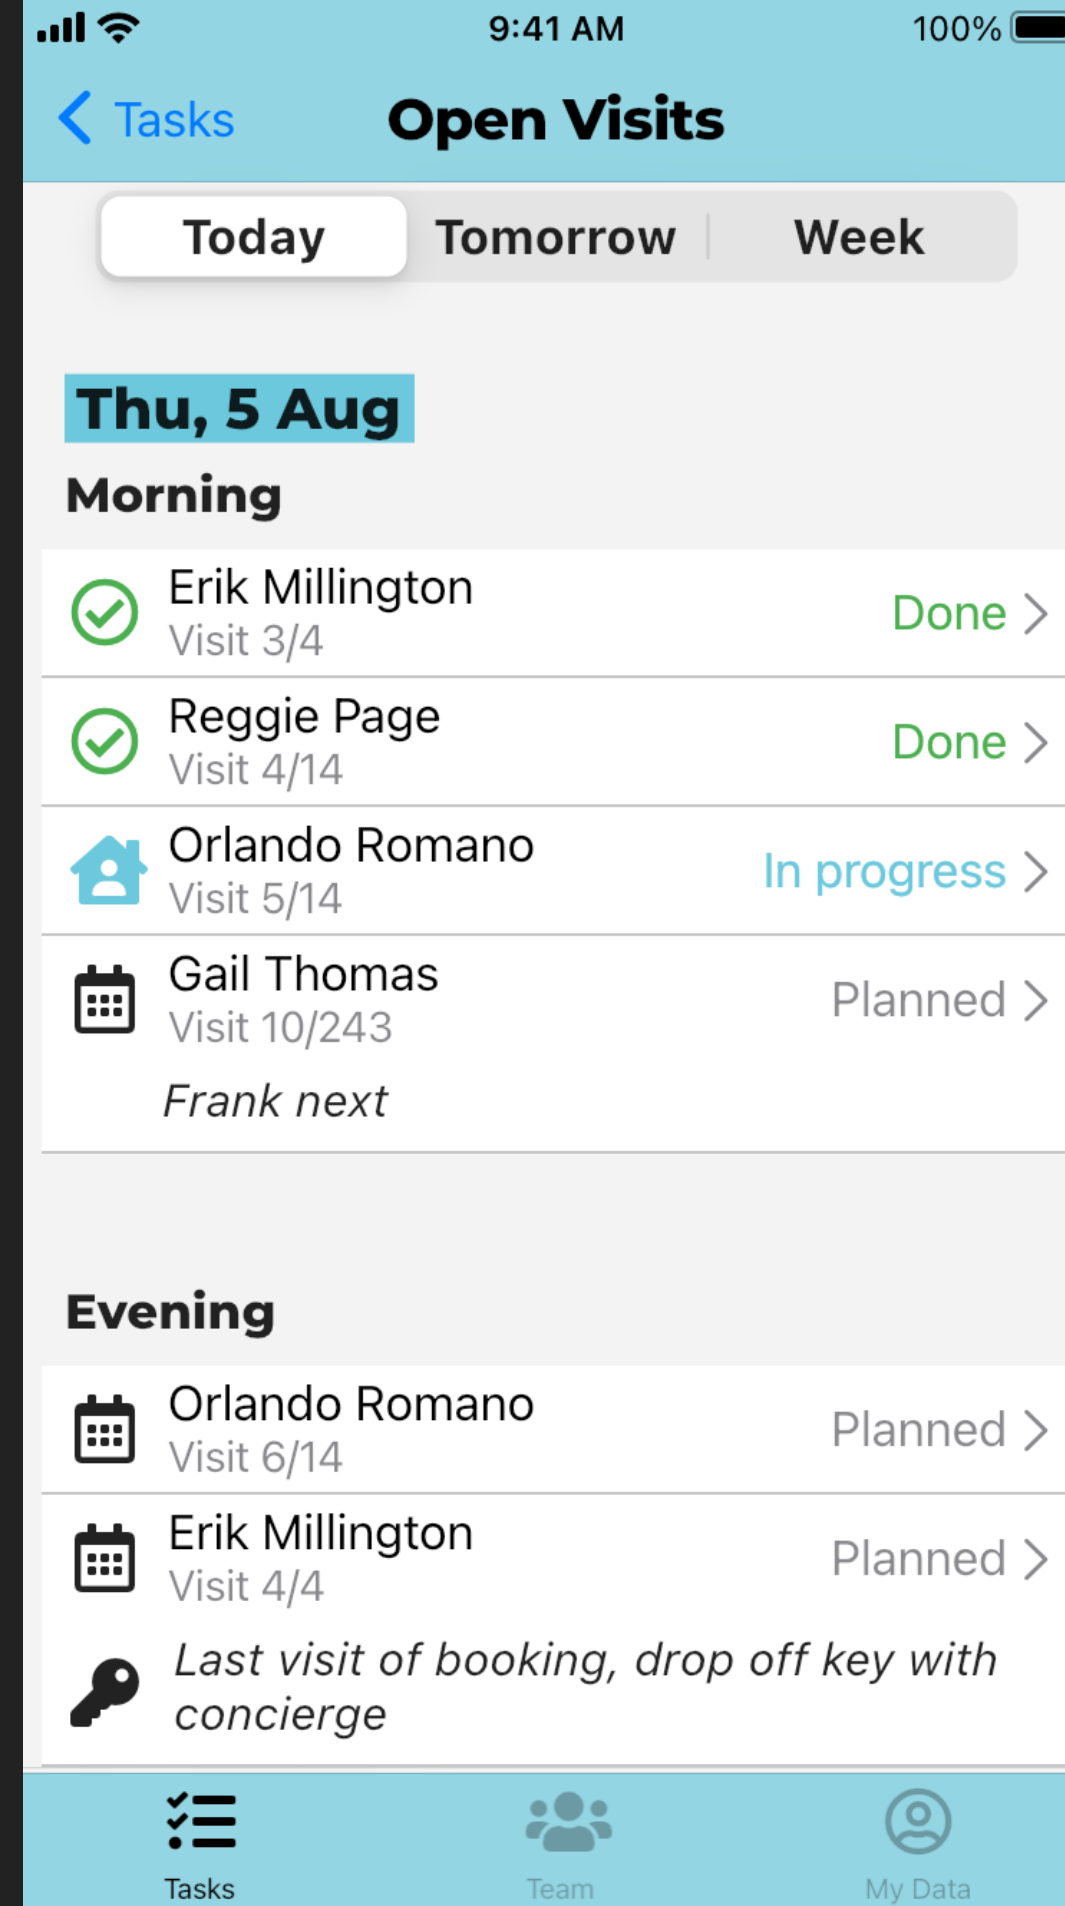 9:41 AM
100%
Tasks
Open Visits
Today
Tomorrow
Week
Thu, 5 Aug
Morning
Erik Millington
Done
Visit 3/4
Reggie Page
Done
Visit 4/14
Orlando Romano
In progress
Visit 5/14
Gail Thomas
Planned
Visit 10/243
Frank next
Evening
Orlando Romano
Planned
Visit 6/14
Erik Millington
Planned
Visit 4/4
Last visit of booking, drop off key with
concierge
Tasks
Team
My Data